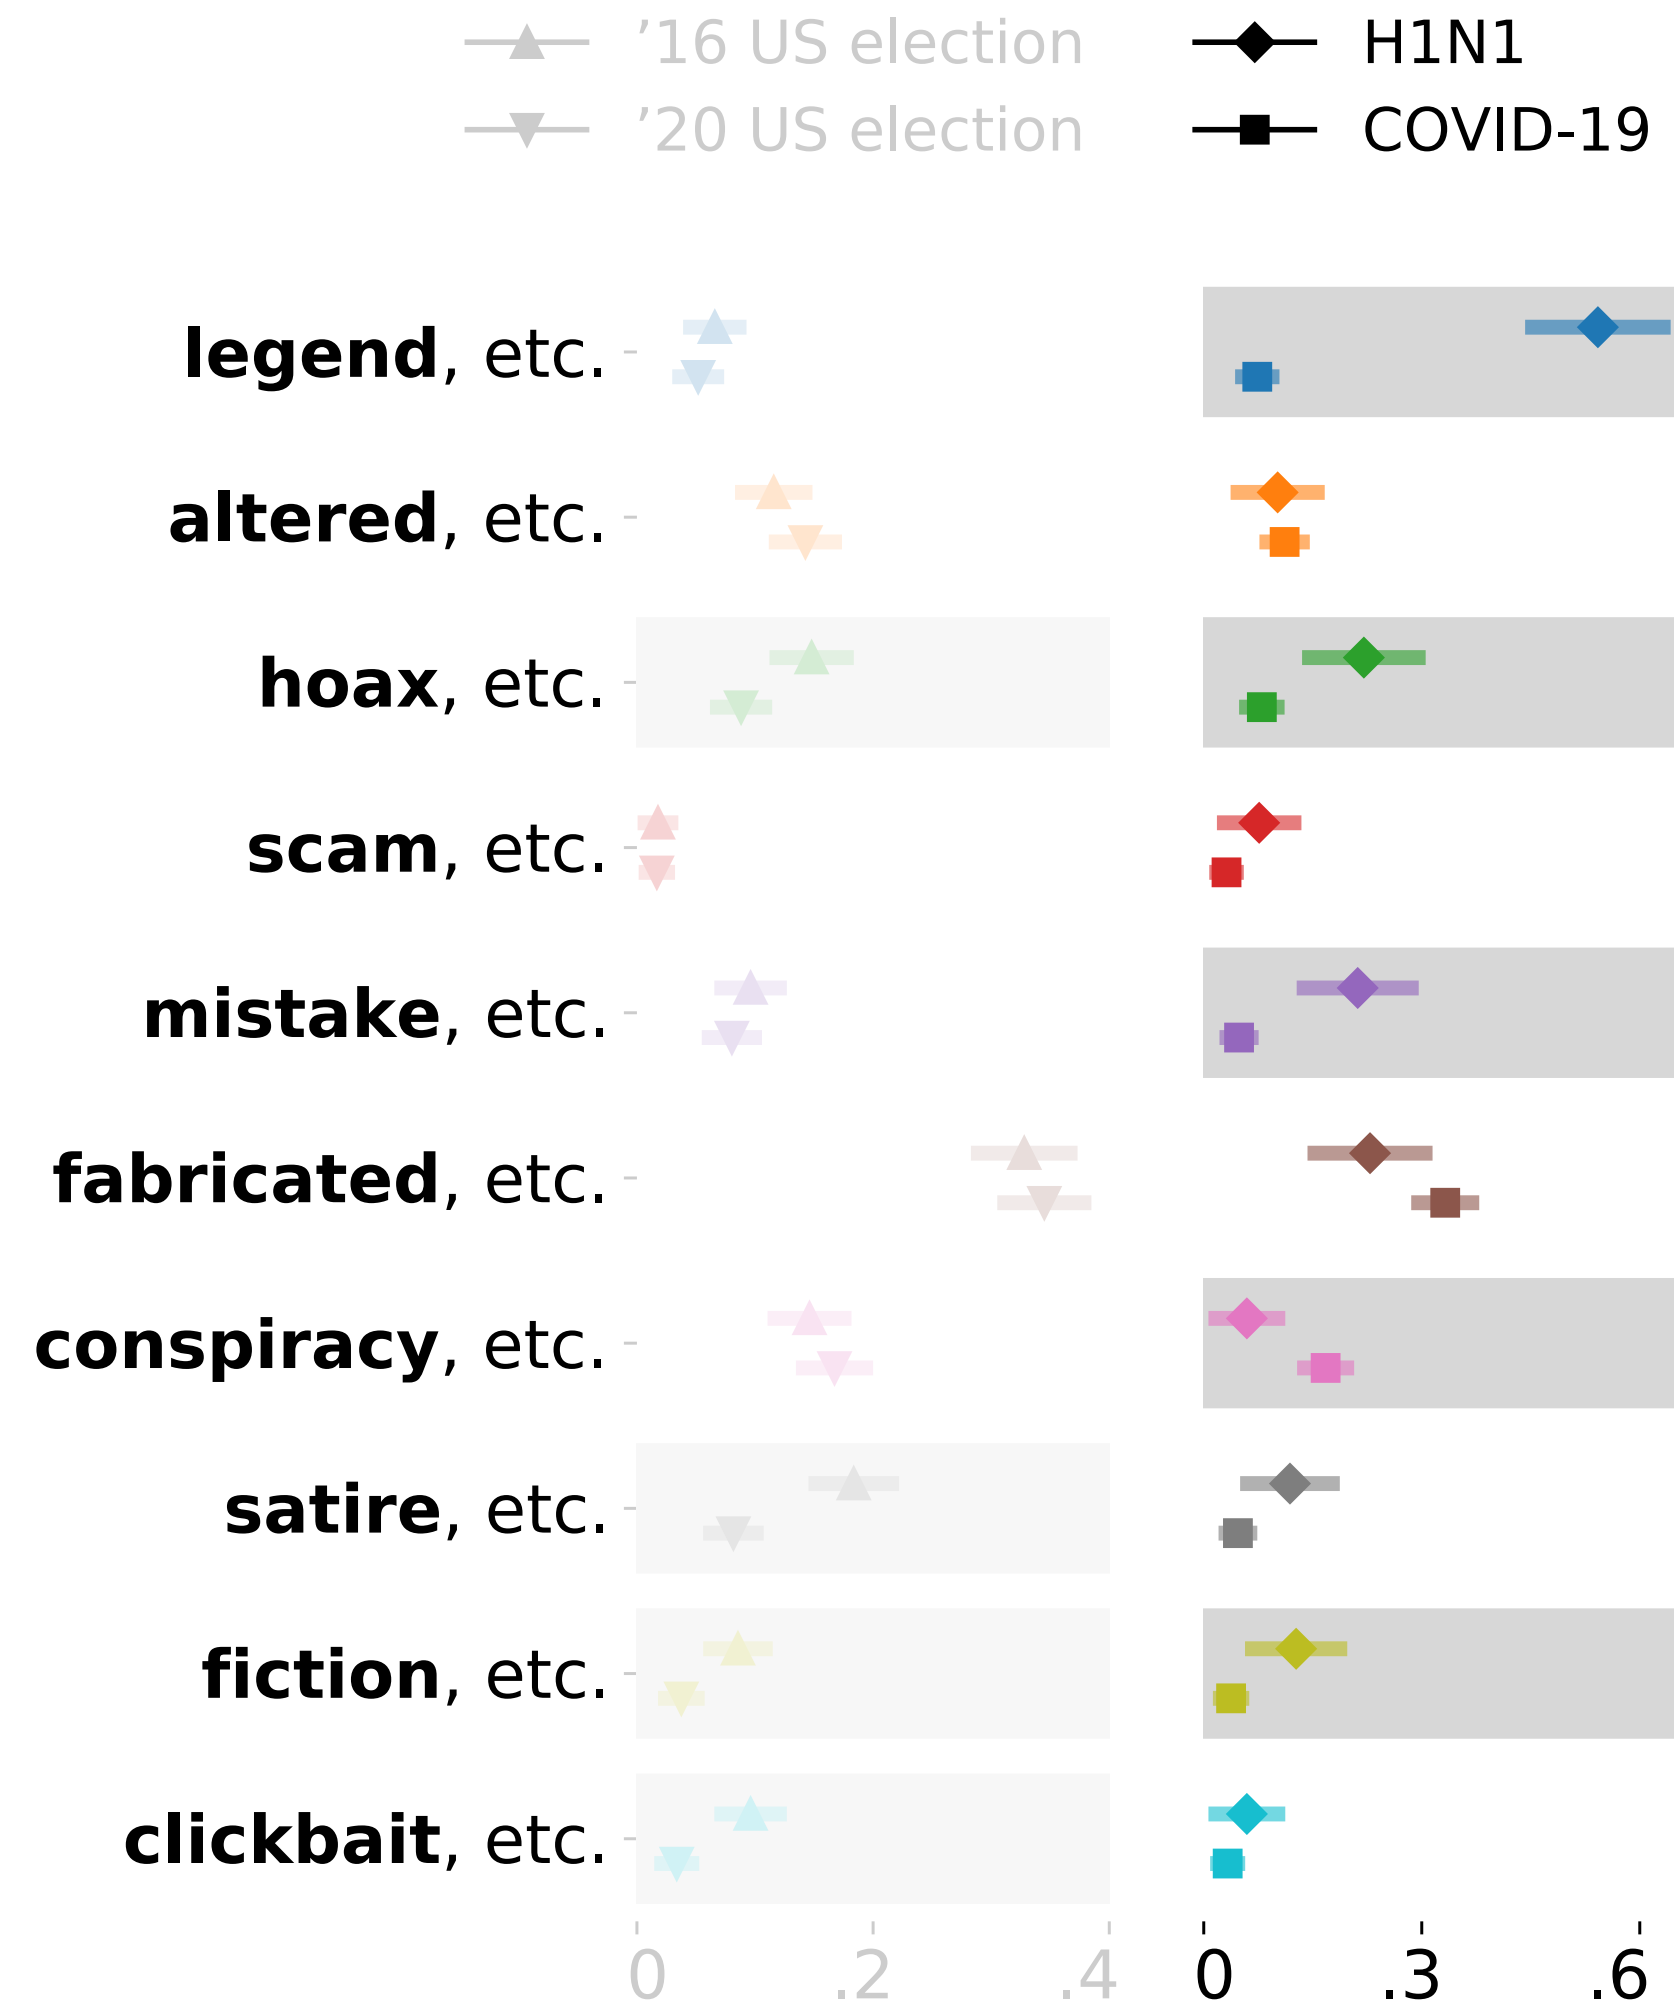 ’16 US election H1N1
’20 US election COVID-19
legend, etc.
altered, etc.
hoax, etc.
scam, etc.
mistake, etc.
fabricated, etc.
conspiracy, etc.
satire, etc.
fiction, etc.
clickbait, etc.
0 .2 .4 0 .3 .6